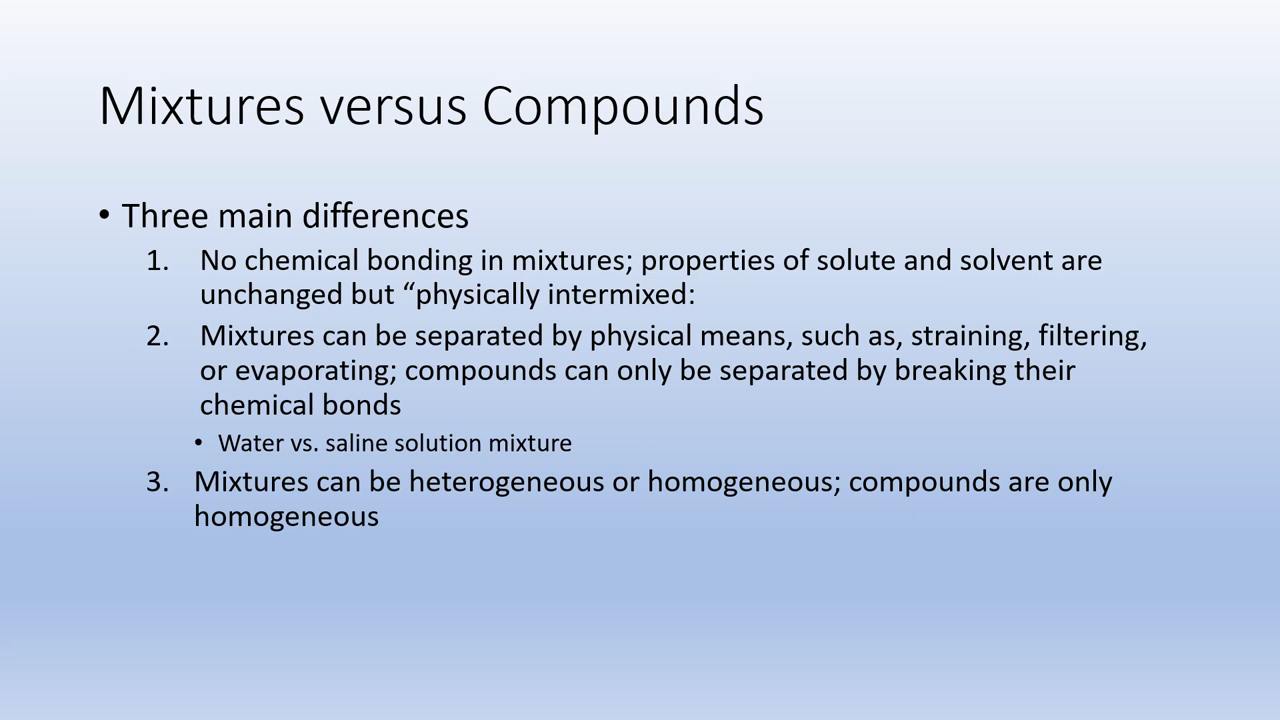 Mixtures versus Compounds
• Three main differences
1. No chemical bonding in mixtures; properties of solute and solvent are
unchanged but “physically intermixed:
2. Mixtures can be separated by physical means, such as, straining, filtering,
or evaporating; compounds can only be separated by breaking their
chemical bonds
• Water vs. saline solution mixture
3. Mixtures can be heterogeneous or homogeneous; compounds are only
homogeneous